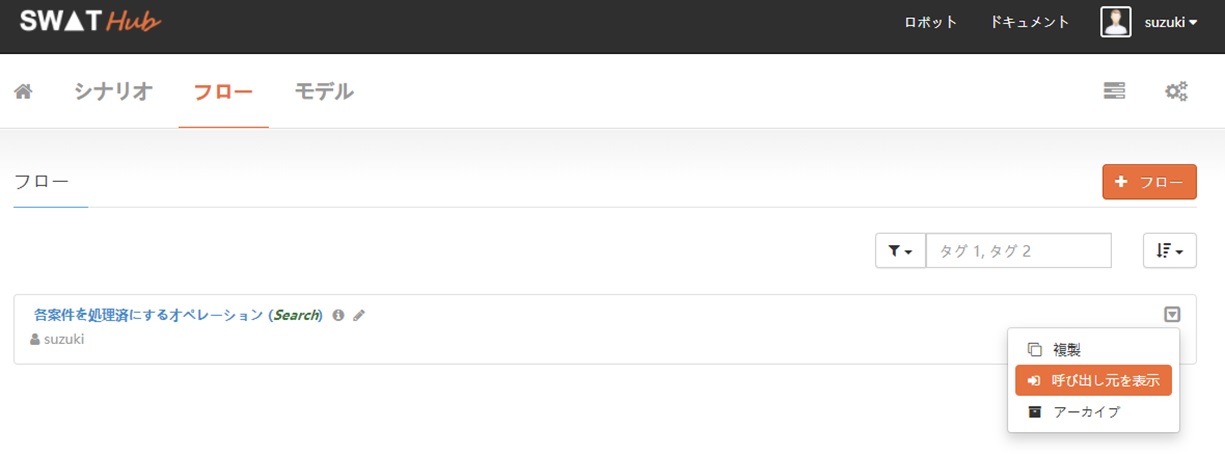 SWAT Hub ロボット ドキュメント suzuki
シナリオ フロー モデル
フロー
フロー
タグ 1, タグ 2
各案件を処理済にするオペレーション (Search)
suzuki
複製
呼び出し元を表示
アーカイブ